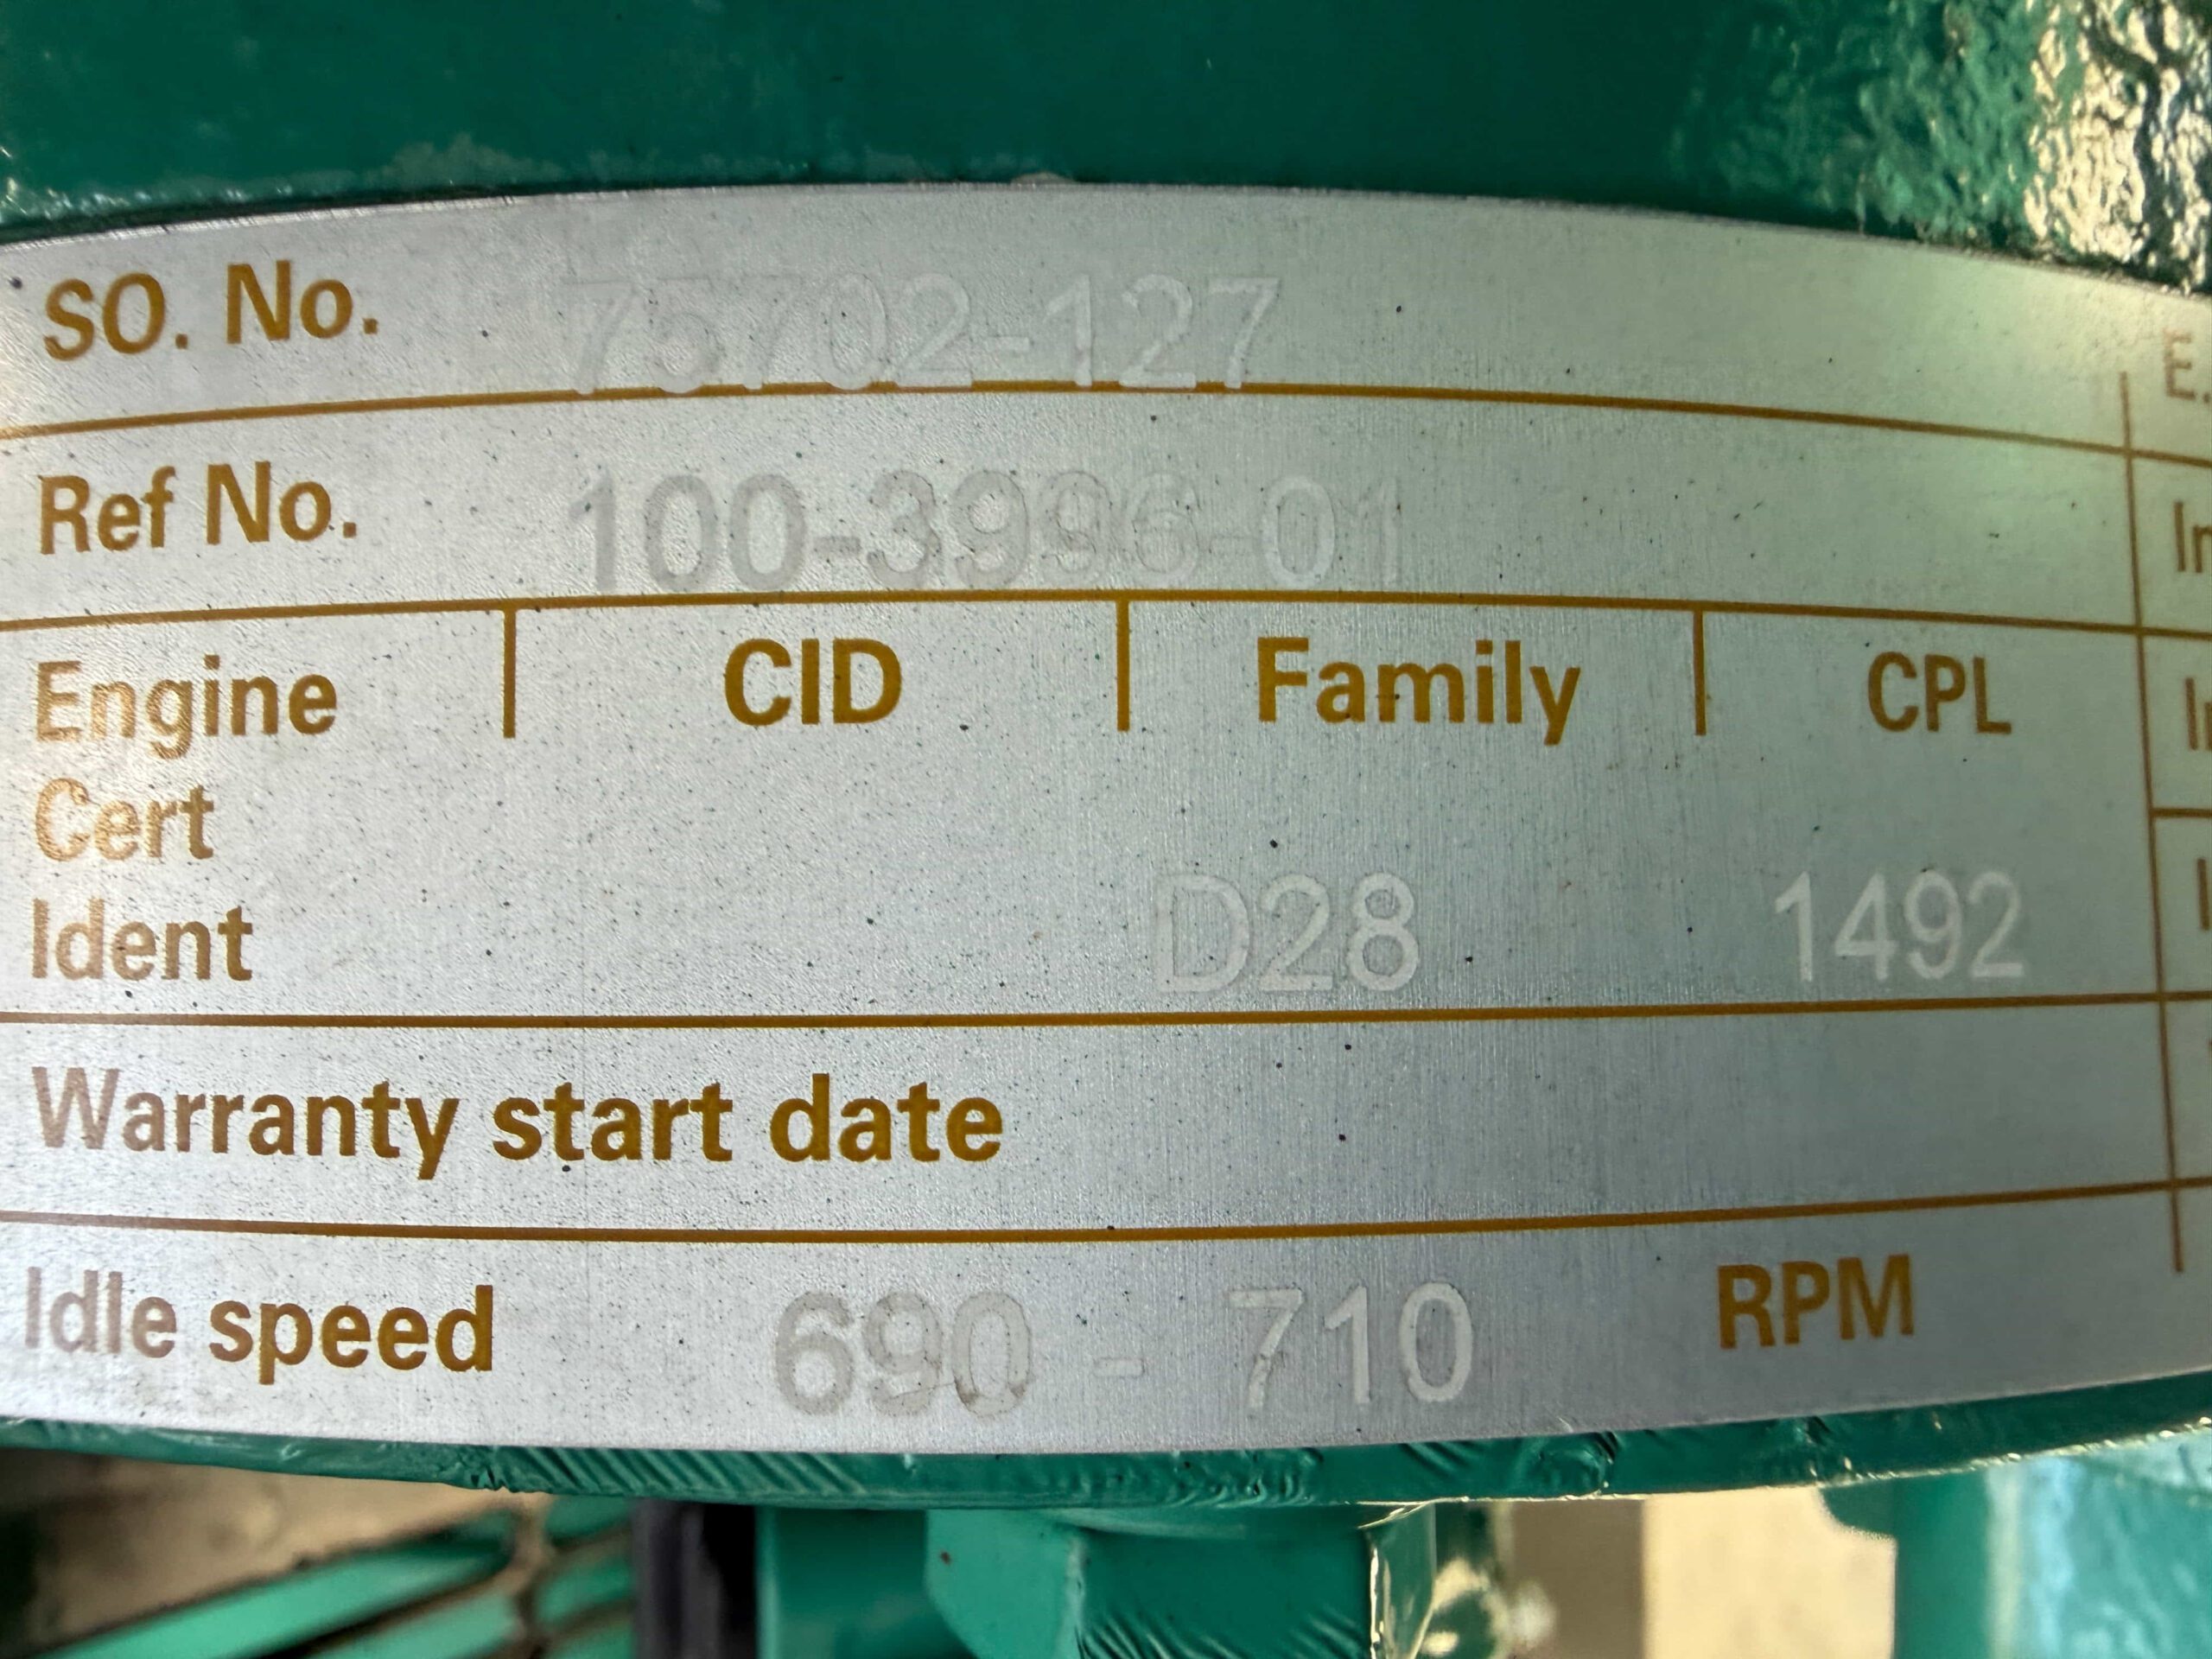 SO. No. 75702-127
Ref No. 100-3996-01
Engine CID Family CPL
Cert
Ident D28 1492
Warranty start date
Idle speed 690 - 710 RPM